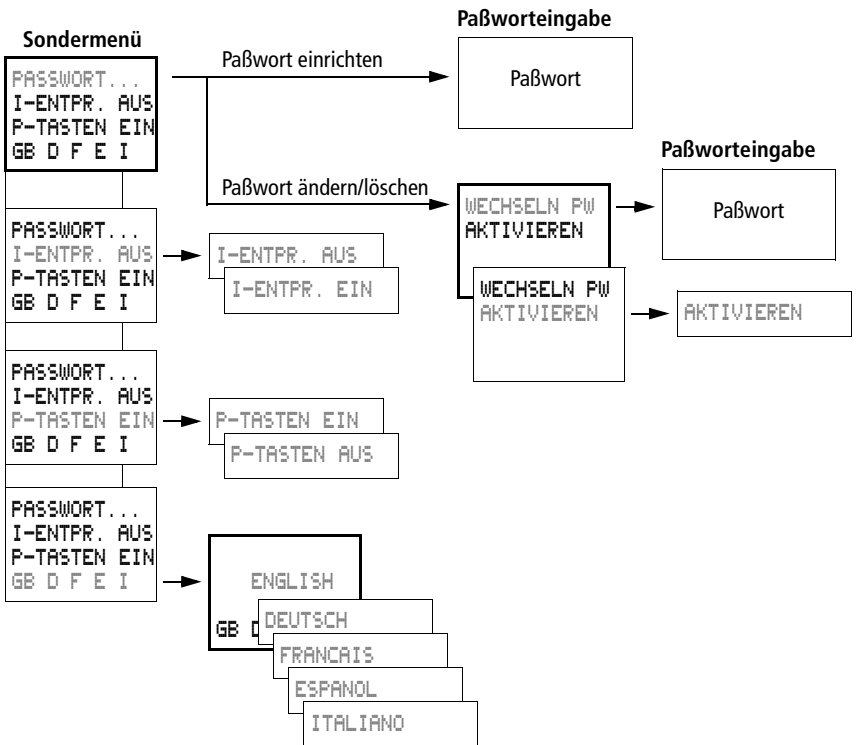 Paßworteingabe
Sondermenü
Paßwort einrichten
Paßwort
PASSWORT...
I-ENTPR. AUS
P-TASTEN EIN
GB D F E I
Paßworteingabe
Paßwort ändern/löschen
WECHSELN PW
AKTIVIEREN
Paßwort
PASSWORT...
I-ENTPR. AUS
P-TASTEN EIN
GB D F E I
I-ENTPR. AUS
I-ENTPR. EIN
WECHSELN PW
AKTIVIEREN
AKTIVIEREN
PASSWORT...
I-ENTPR. AUS
P-TASTEN EIN
GB D F E I
P-TASTEN EIN
P-TASTEN AUS
PASSWORT...
I-ENTPR. AUS
P-TASTEN EIN
GB D F E I
ENGLISH
GB D
DEUTSCH
FRANCAIS
ESPANOL
ITALIANO